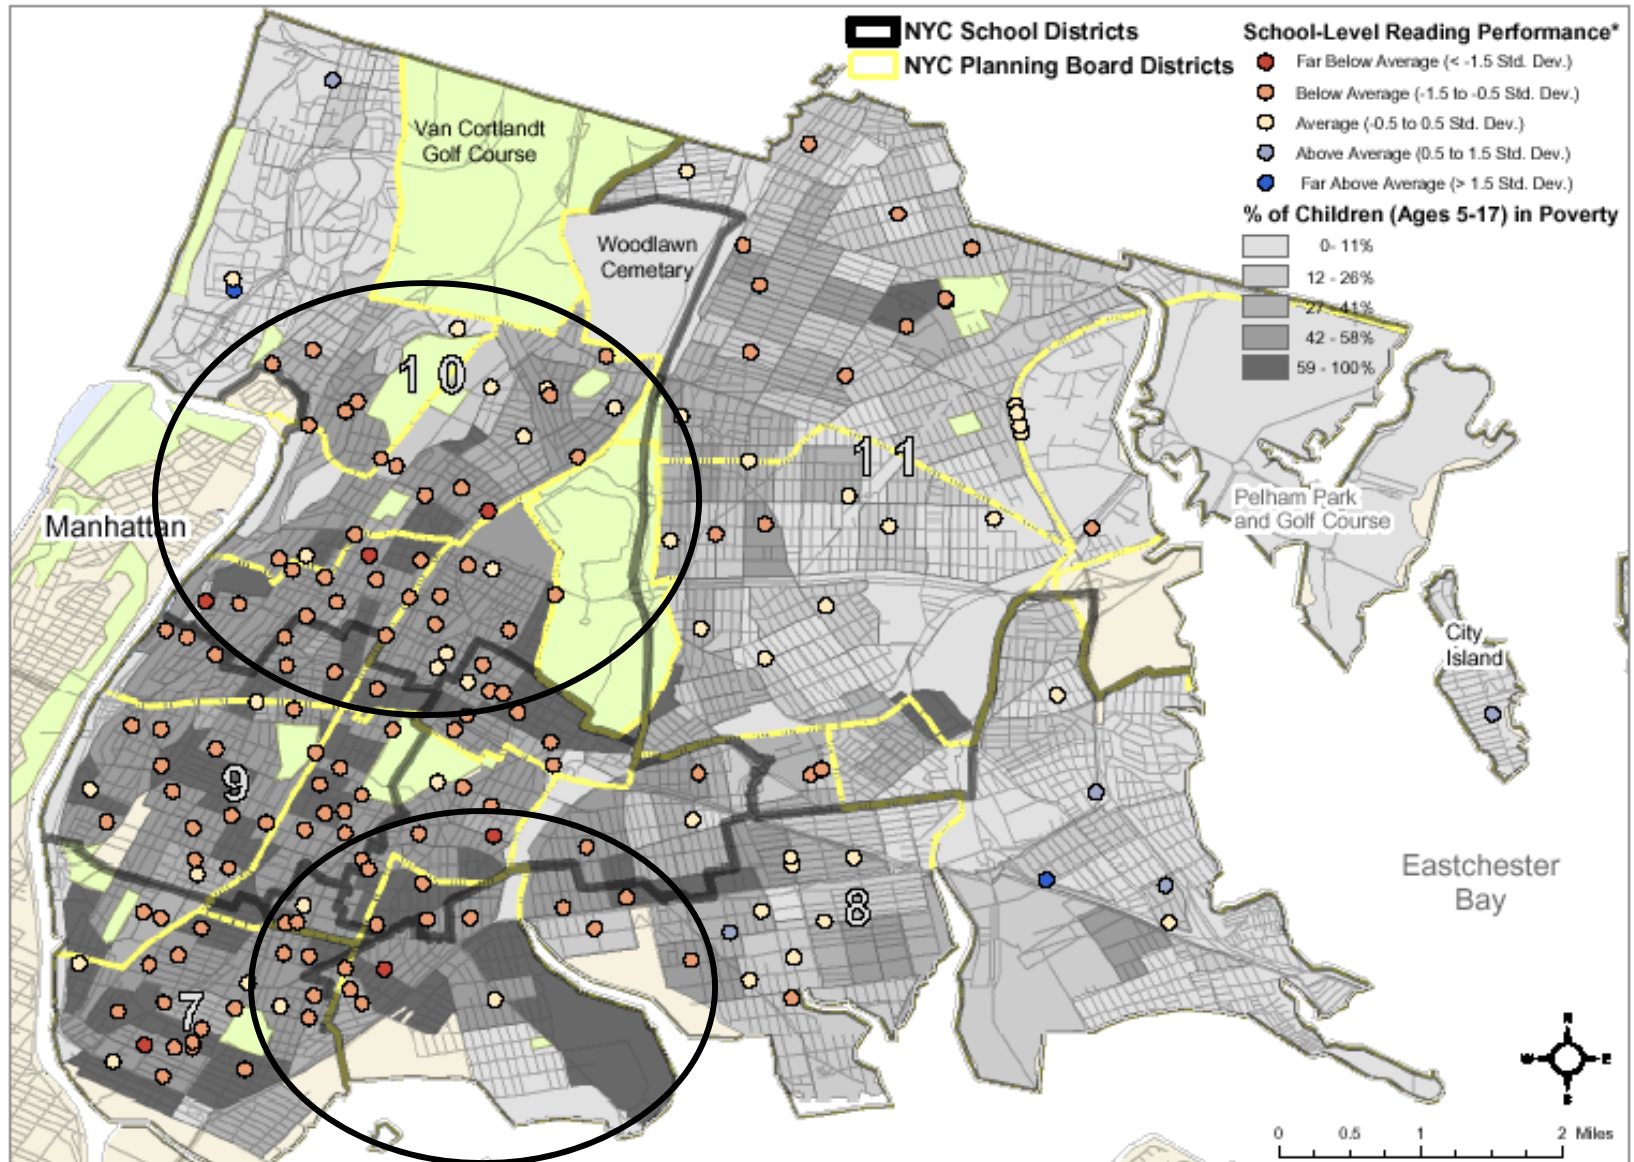 NYC School Districts
NYC Planning Board Districts
School-Level Reading Performance*
Far Below Average (< -1.5 Std. Dev.)
Below Average (-1.5 to -0.5 Std. Dev.)
Average (-0.5 to 0.5 Std. Dev.)
Above Average (0.5 to 1.5 Std. Dev.)
Far Above Average (> 1.5 Std. Dev.)
% of Children (Ages 5-17) in Poverty
0- 11%
12 - 26%
27 - 41%
42 - 58%
59 - 100%
Van Cortlandt
Golf Course
Woodlawn
Cemetary
10
11
Manhattan
Pelham Park
and Golf Course
City
Island
9
8
7
Eastchester
Bay
N
W
E
S
0 0.5 1 2 Miles